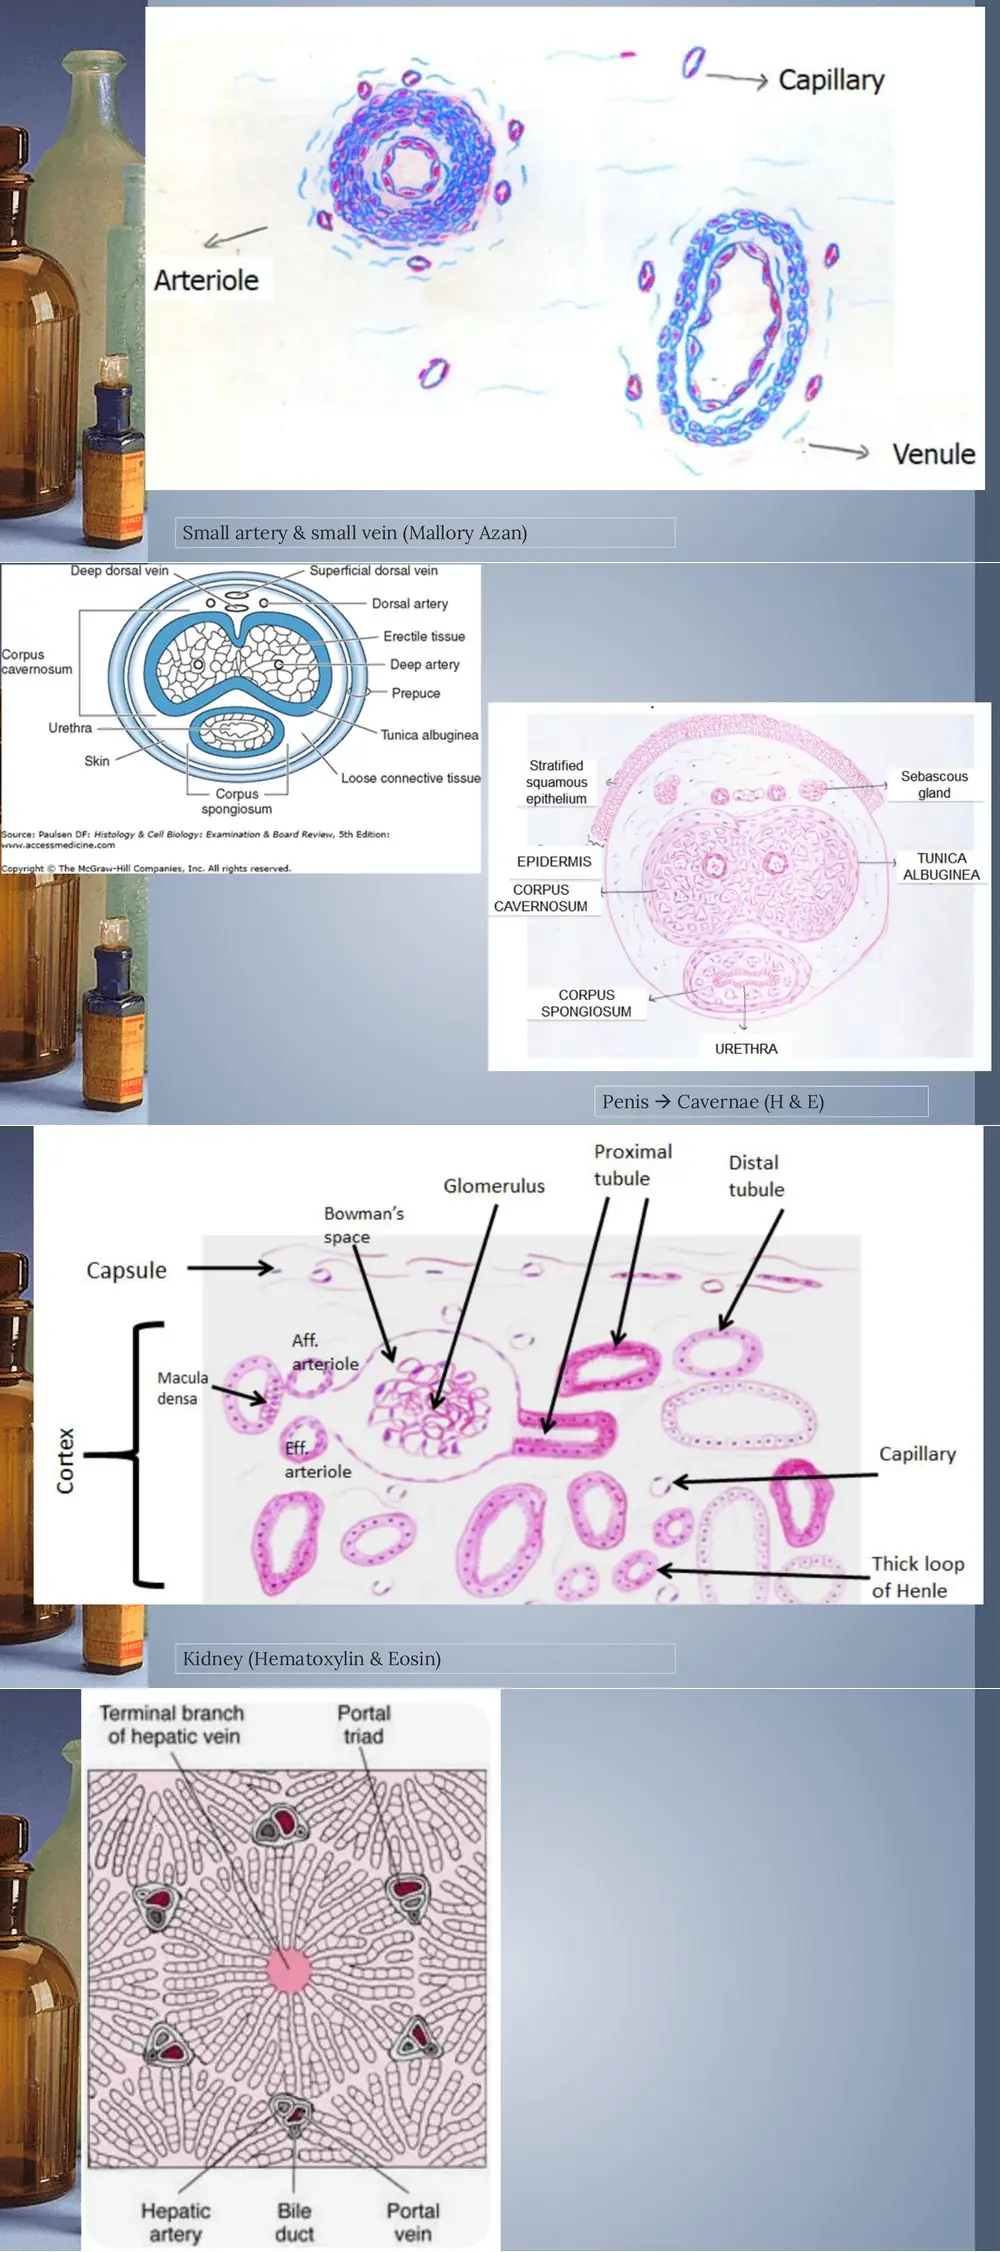 Capillary
Arteriole
Venule
Small artery & small vein (Mallory Azan)
Deep dorsal vein
Superficial dorsal vein
Dorsal artery
Erectile tissue
Corpus
cavernosum
Deep artery
Prepuce
Urethra
Tunica albuginea
Skin
Loose connective tissue
Corpus
spongiosum
Source: Paulsen DF: Histology & Cell Biology: Examination & Board Review, 5th Edition:
www.accessmedicine.com
Copyright © The McGraw-Hill Companies, Inc. All rights reserved.
Stratified
squamous
epithelium
Sebascous
gland
EPIDERMIS
TUNICA
ALBUGINEA
CORPUS
CAVERNOSUM
CORPUS
SPONGIOSUM
URETHRA
Penis → Cavernae (H & E)
Proximal
tubule
Distal
tubule
Glomerulus
Bowman's
space
Capsule
Aff.
arteriole
Macula
densa
Eff.
arteriole
Cortex
Capillary
Thick loop
of Henle
Kidney (Hematoxylin & Eosin)
Terminal branch
of hepatic vein
Portal
triad
Hepatic
artery
Bile
duct
Portal
vein